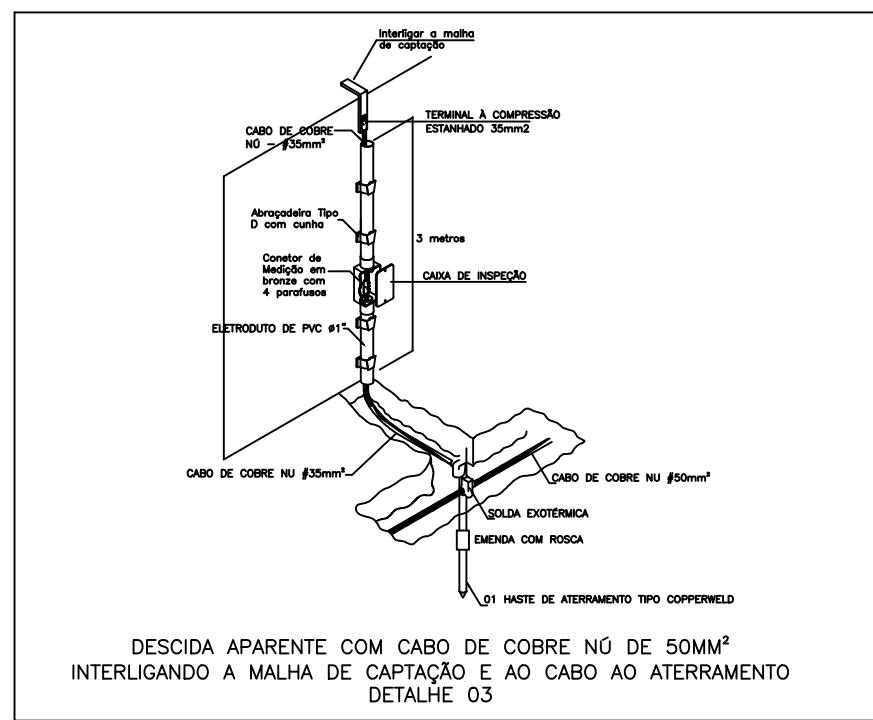 Interligar a malha
de captação
TERMINAL À COMPRESSÃO
ESTANHADO 35mm2
CABO DE COBRE
NÚ - #35mm²
Abraçadeira Tipo
D com cunha
3 metros
Conetor de
Medição em
bronze com
4 parafusos
CAIXA DE INSPEÇÃO
ELETRODUTO DE PVC ø1"
CABO DE COBRE NU #35mm²
CABO DE COBRE NU #50mm²
SOLDA EXOTÉRMICA
EMENDA COM ROSCA
01 HASTE DE ATERRAMENTO TIPO COPPERWELD
DESCIDA APARENTE COM CABO DE COBRE NÚ DE 50MM²
INTERLIGANDO A MALHA DE CAPTAÇÃO E AO CABO AO ATERRAMENTO
DETALHE 03